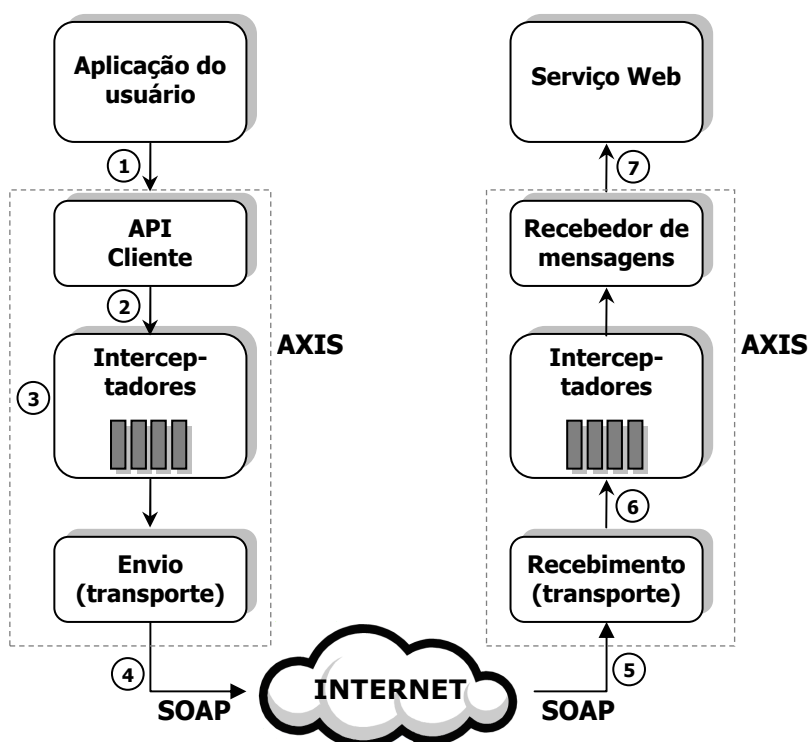 Aplicação do
usuário
1
API
Cliente
2
Intercep-
tadores
3
AXIS
Envio
(transporte)
4
SOAP
INTERNET
SOAP
5
Recebimento
(transporte)
6
Intercep-
tadores
AXIS
Recebedor de
mensagens
7
Serviço Web